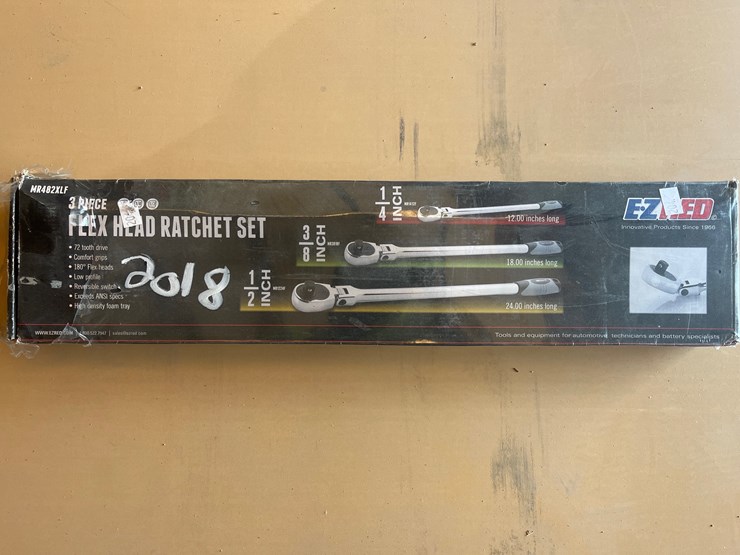 MR482XLF
3 PIECE
FLEX HEAD RATCHET SET
• 72 tooth drive
• Comfort grips
• 180° Flex heads
• Low profile
• Reversible switch
• Exceeds ANSI specs
• High density foam tray
2018
1/4 INCH
12.00 inches long
3/8 INCH
18.00 inches long
1/2 INCH
24.00 inches long
EZRED
Innovative Products Since 1968
WWW.EZRED.COM
Tools and equipment for automotive technicians and battery specialists